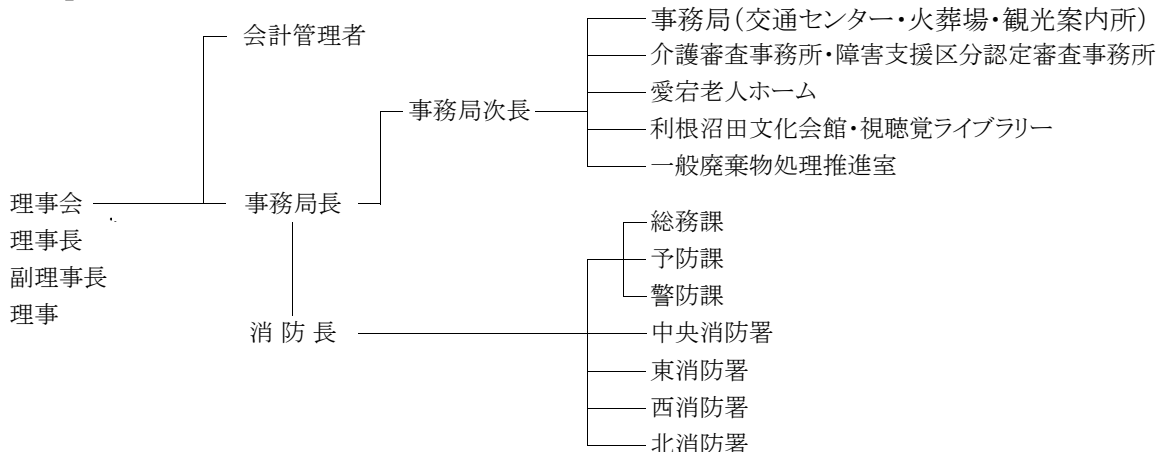 事務局（交通センター・火葬場・観光案内所）
会計管理者
介護審査事務所・障害支援区分認定審査事務所
愛宕老人ホーム
事務局次長
利根沼田文化会館・視聴覚ライブラリー
一般廃棄物処理推進室
理事会
事務局長
総務課
理事長
予防課
副理事長
警防課
理事
消 防 長
中央消防署
東消防署
西消防署
北消防署